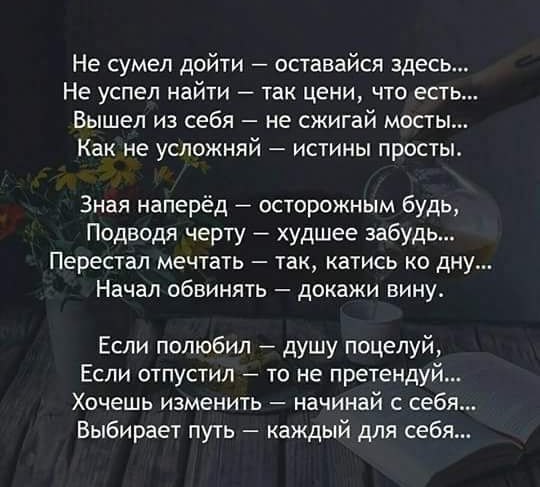 Не сумел дойти — оставайся здесь...
Не успел найти — так цени, что есть...
Вышел из себя — не сжигай мосты...
Как не усложняй — истины просты.
Зная наперёд — осторожным будь,
Подводя черту — худшее забудь...
Перестал мечтать — так, катись ко дну...
Начал обвинять — докажи вину.
Если полюбил — душу поцелуй,
Если отпустил — то не претендуй...
Хочешь изменить — начинай с себя...
Выбирает путь — каждый для себя...